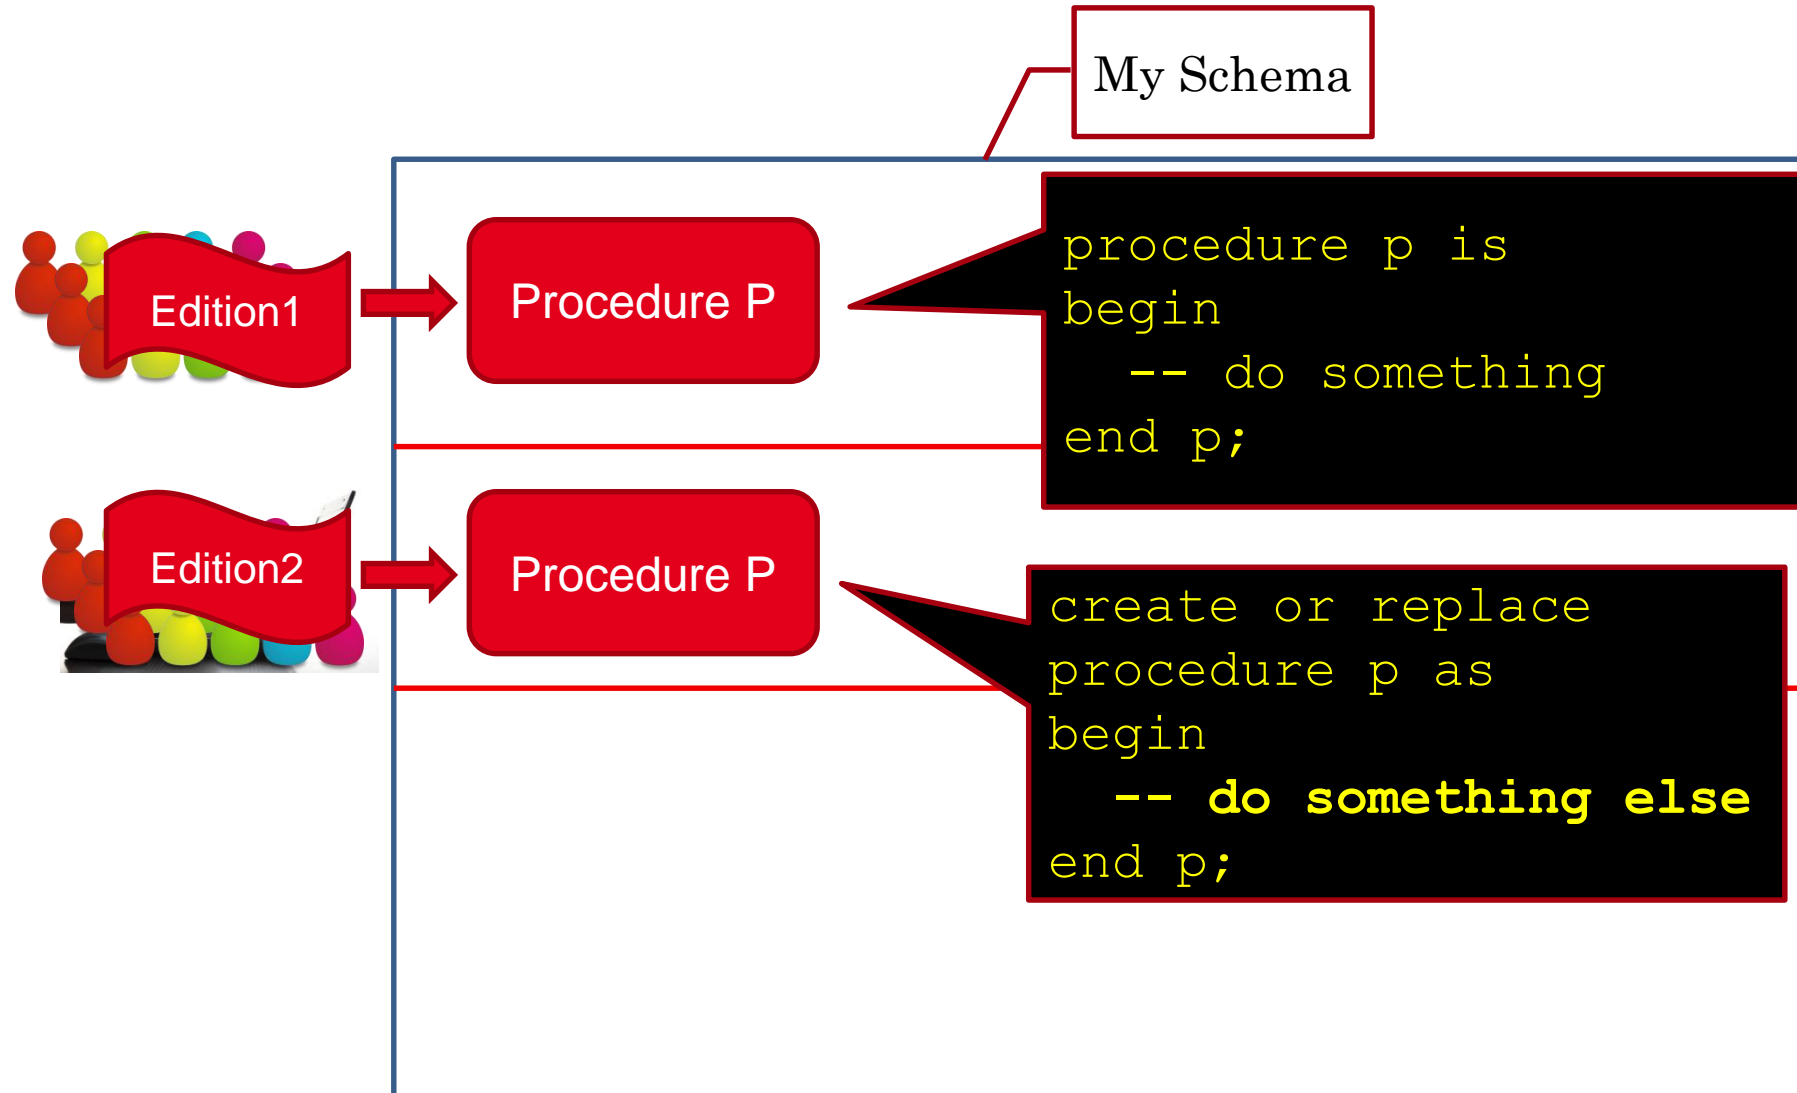 My Schema
Edition1
Procedure P
procedure p is
begin
  -- do something
end p;
Edition2
Procedure P
create or replace
procedure p as
begin
  -- do something else
end p;